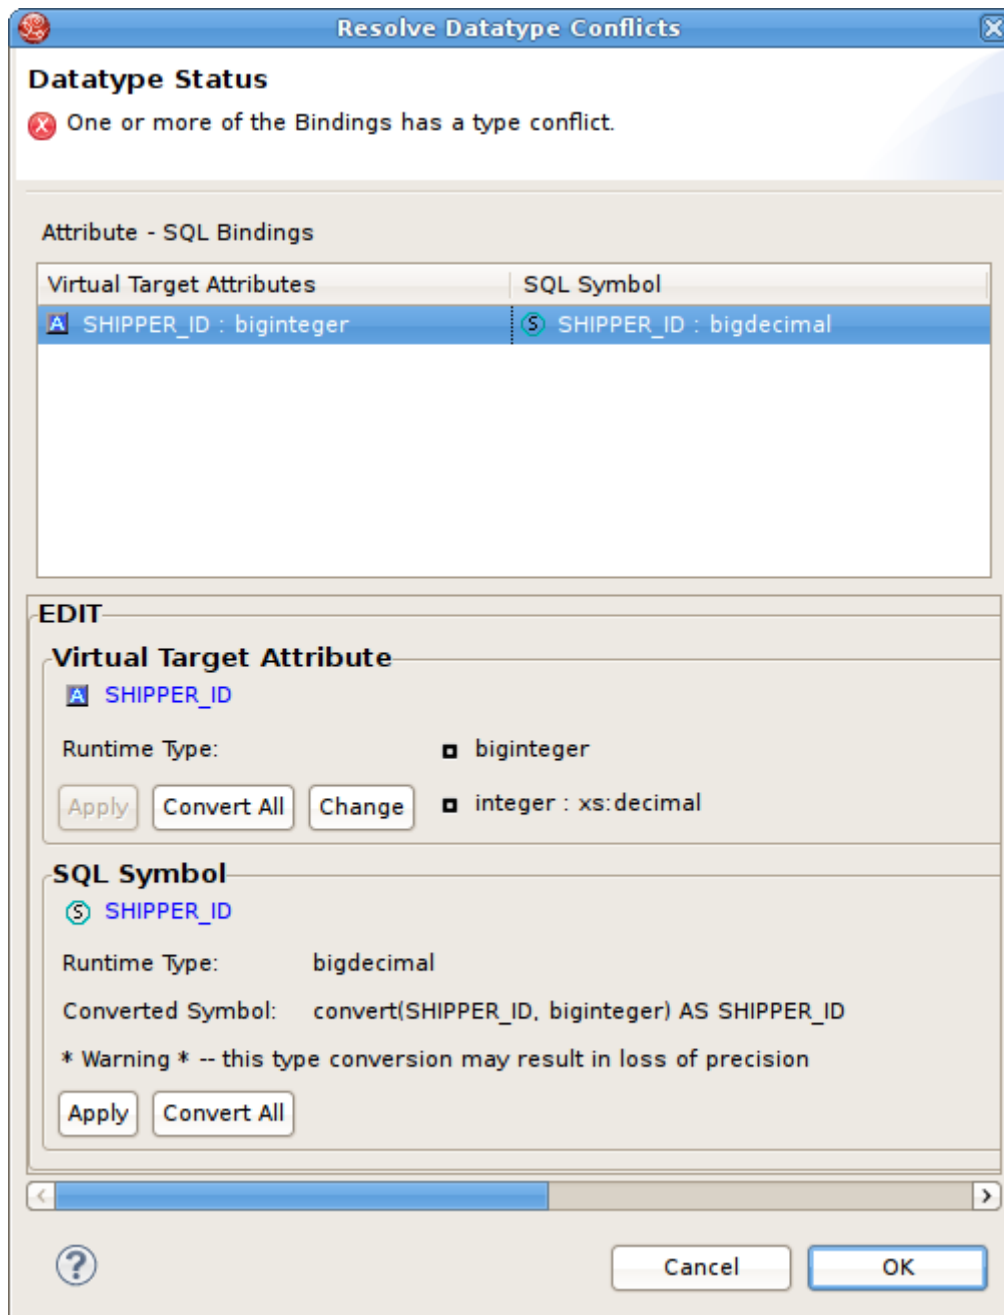 Resolve Datatype Conflicts
Datatype Status
One or more of the Bindings has a type conflict.
Attribute - SQL Bindings
Virtual Target Attributes SQL Symbol
A SHIPPER_ID : biginteger S SHIPPER_ID : bigdecimal
EDIT
Virtual Target Attribute
A SHIPPER_ID
Runtime Type: biginteger
Apply Convert All Change integer : xs:decimal
SQL Symbol
S SHIPPER_ID
Runtime Type: bigdecimal
Converted Symbol: convert(SHIPPER_ID, biginteger) AS SHIPPER_ID
* Warning * -- this type conversion may result in loss of precision
Apply Convert All
? Cancel OK